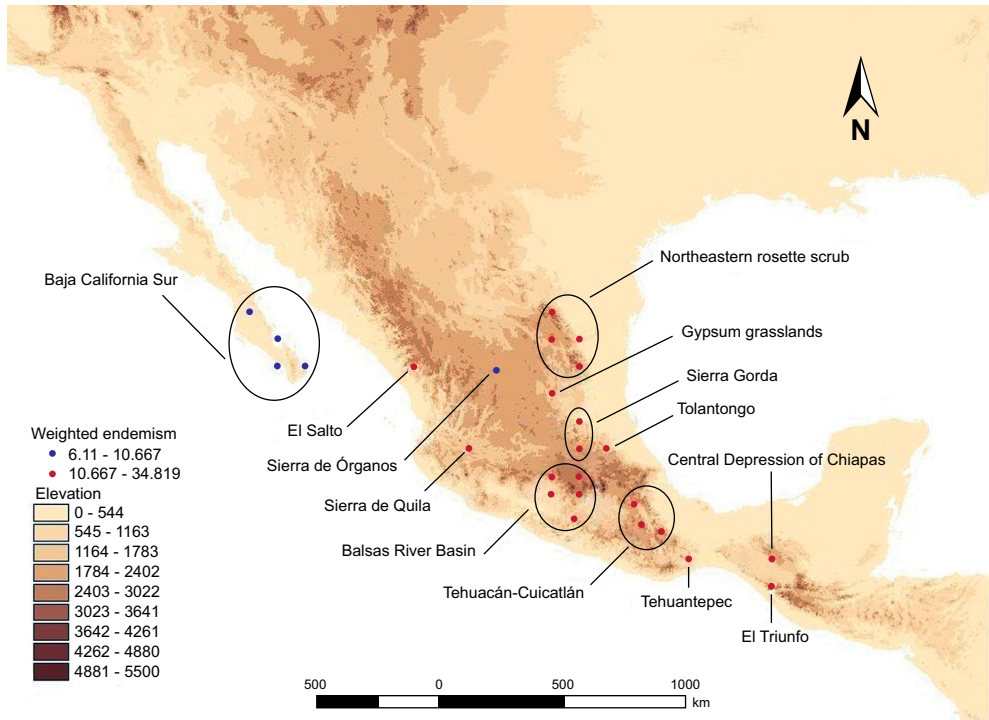 N
Northeastern rosette scrub
Baja California Sur
Gypsum grasslands
Sierra Gorda
Tolantongo
El Salto
Weighted endemism
6.11 - 10.667
10.667 - 34.819
Sierra de Órganos
Central Depression of Chiapas
Elevation
0 - 544
545 - 1163
1164 - 1783
1784 - 2402
2403 - 3022
3023 - 3641
3642 - 4261
4262 - 4880
4881 - 5500
Sierra de Quila
Balsas River Basin
Tehuacán-Cuicatlán
Tehuantepec
El Triunfo
500 0 500 1000
km